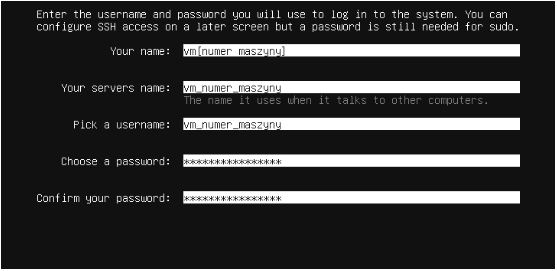 Enter the username and password you will use to log in to the system. You can
configure SSH access on a later screen but a password is still needed for sudo.
Your name: vm[numer_maszyny]
Your servers name: vm_numer_maszyny
The name it uses when it talks to other computers.
Pick a username: vm_numer_maszyny
Choose a password: ****************
Confirm your password: ****************